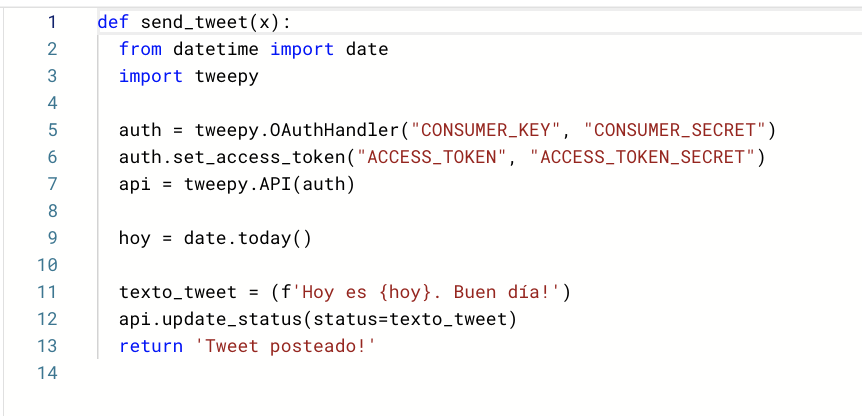 1 def send_tweet(x):
2 from datetime import date
3 import tweepy
4
5 auth = tweepy.OAuthHandler("CONSUMER_KEY", "CONSUMER_SECRET")
6 auth.set_access_token("ACCESS_TOKEN", "ACCESS_TOKEN_SECRET")
7 api = tweepy.API(auth)
8
9 hoy = date.today()
10
11 texto_tweet = (f'Hoy es {hoy}. Buen día!')
12 api.update_status(status=texto_tweet)
13 return 'Tweet posteado!'
14